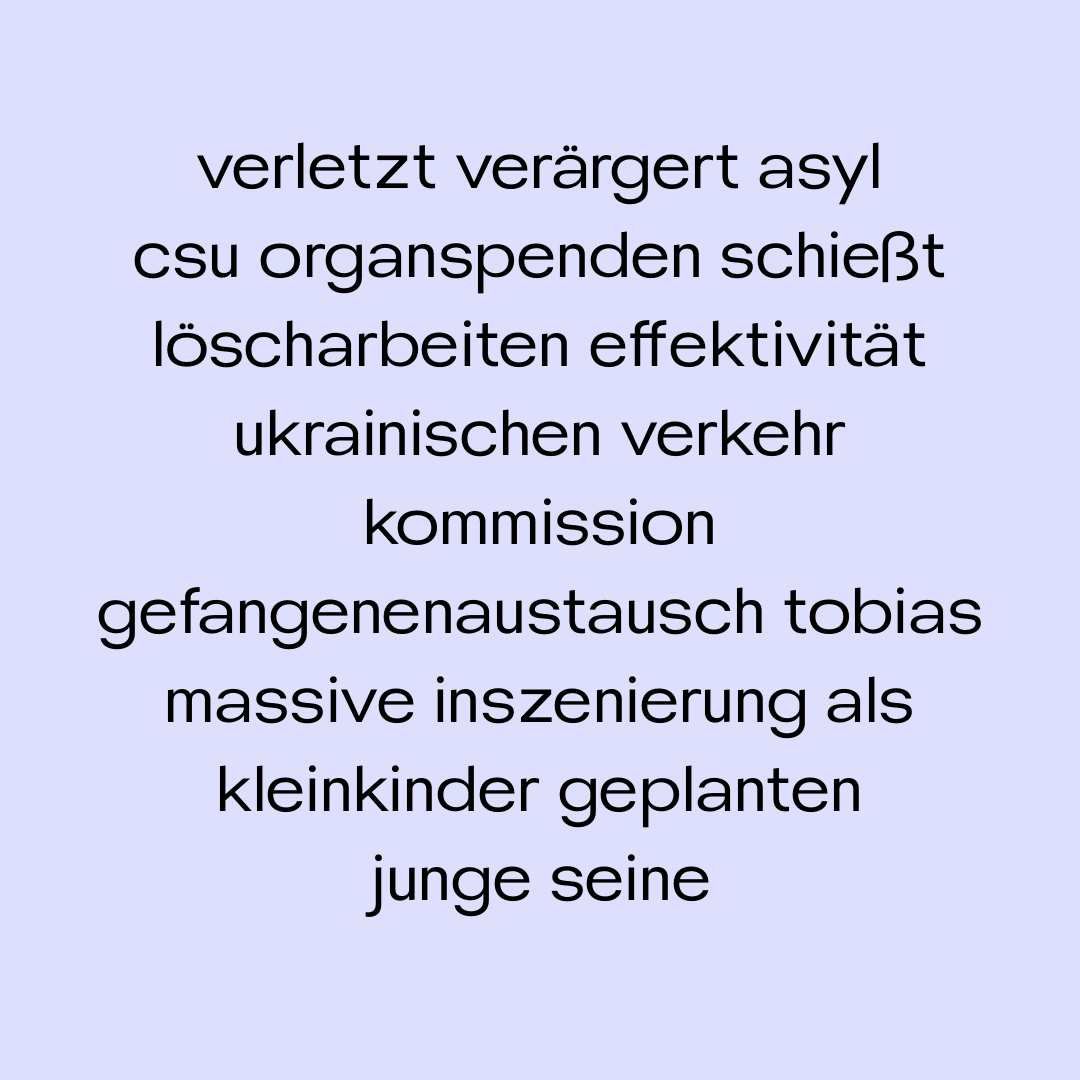 verletzt verärgert asyl
csu organspenden schießt
löscharbeiten effektivität
ukrainischen verkehr
kommission
gefangenenaustausch tobias
massive inszenierung als
kleinkinder geplanten
junge seine